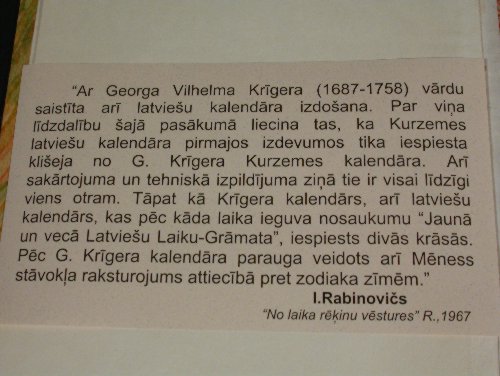 “Ar Georga Vilhelma Krīgera (1687-1758) vārdu
saistīta arī latviešu kalendāra izdošana. Par viņa
līdzdalību šajā pasākumā liecina tas, ka Kurzemes
latviešu kalendāra pirmajos izdevumos tika iespiesta
klišeja no G. Krīgera Kurzemes kalendāra. Arī
sakārtojuma un tehniskā izpildījuma ziņā tie ir visai līdzīgi
viens otram. Tāpat kā Krīgera kalendārs, arī latviešu
kalendārs, kas pēc kāda laika ieguva nosaukumu “Jaunā
un vecā Latviešu Laiku-Grāmata”, iespiests divās krāsās.
Pēc G. Krīgera kalendāra parauga veidots arī Mēness
stāvokļa raksturojums attiecībā pret zodiaka zīmēm.”
I.Rabinovičs
“No laika rēķinu vēstures” R.,1967